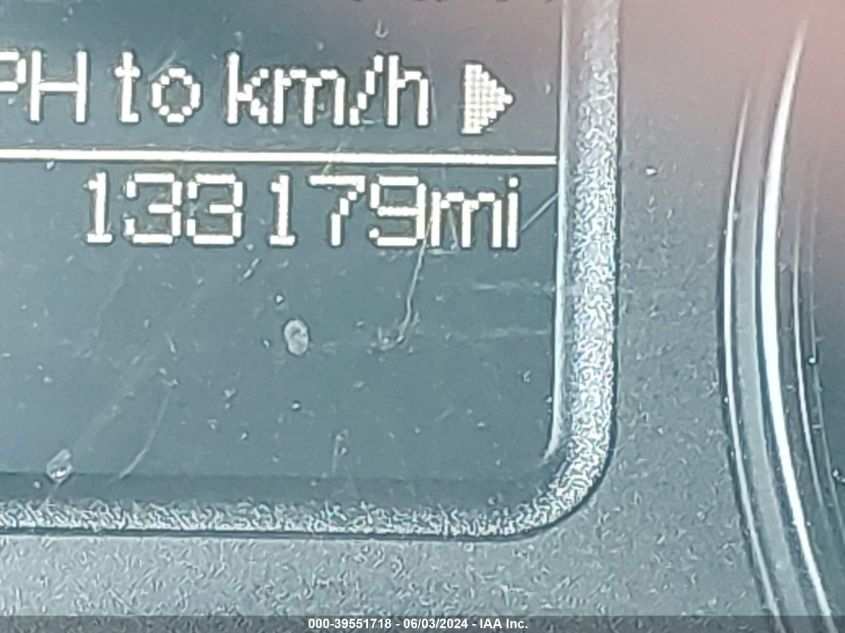 PH to km/h
133179mi
000-39551718 - 06/03/2024 - IAA Inc.